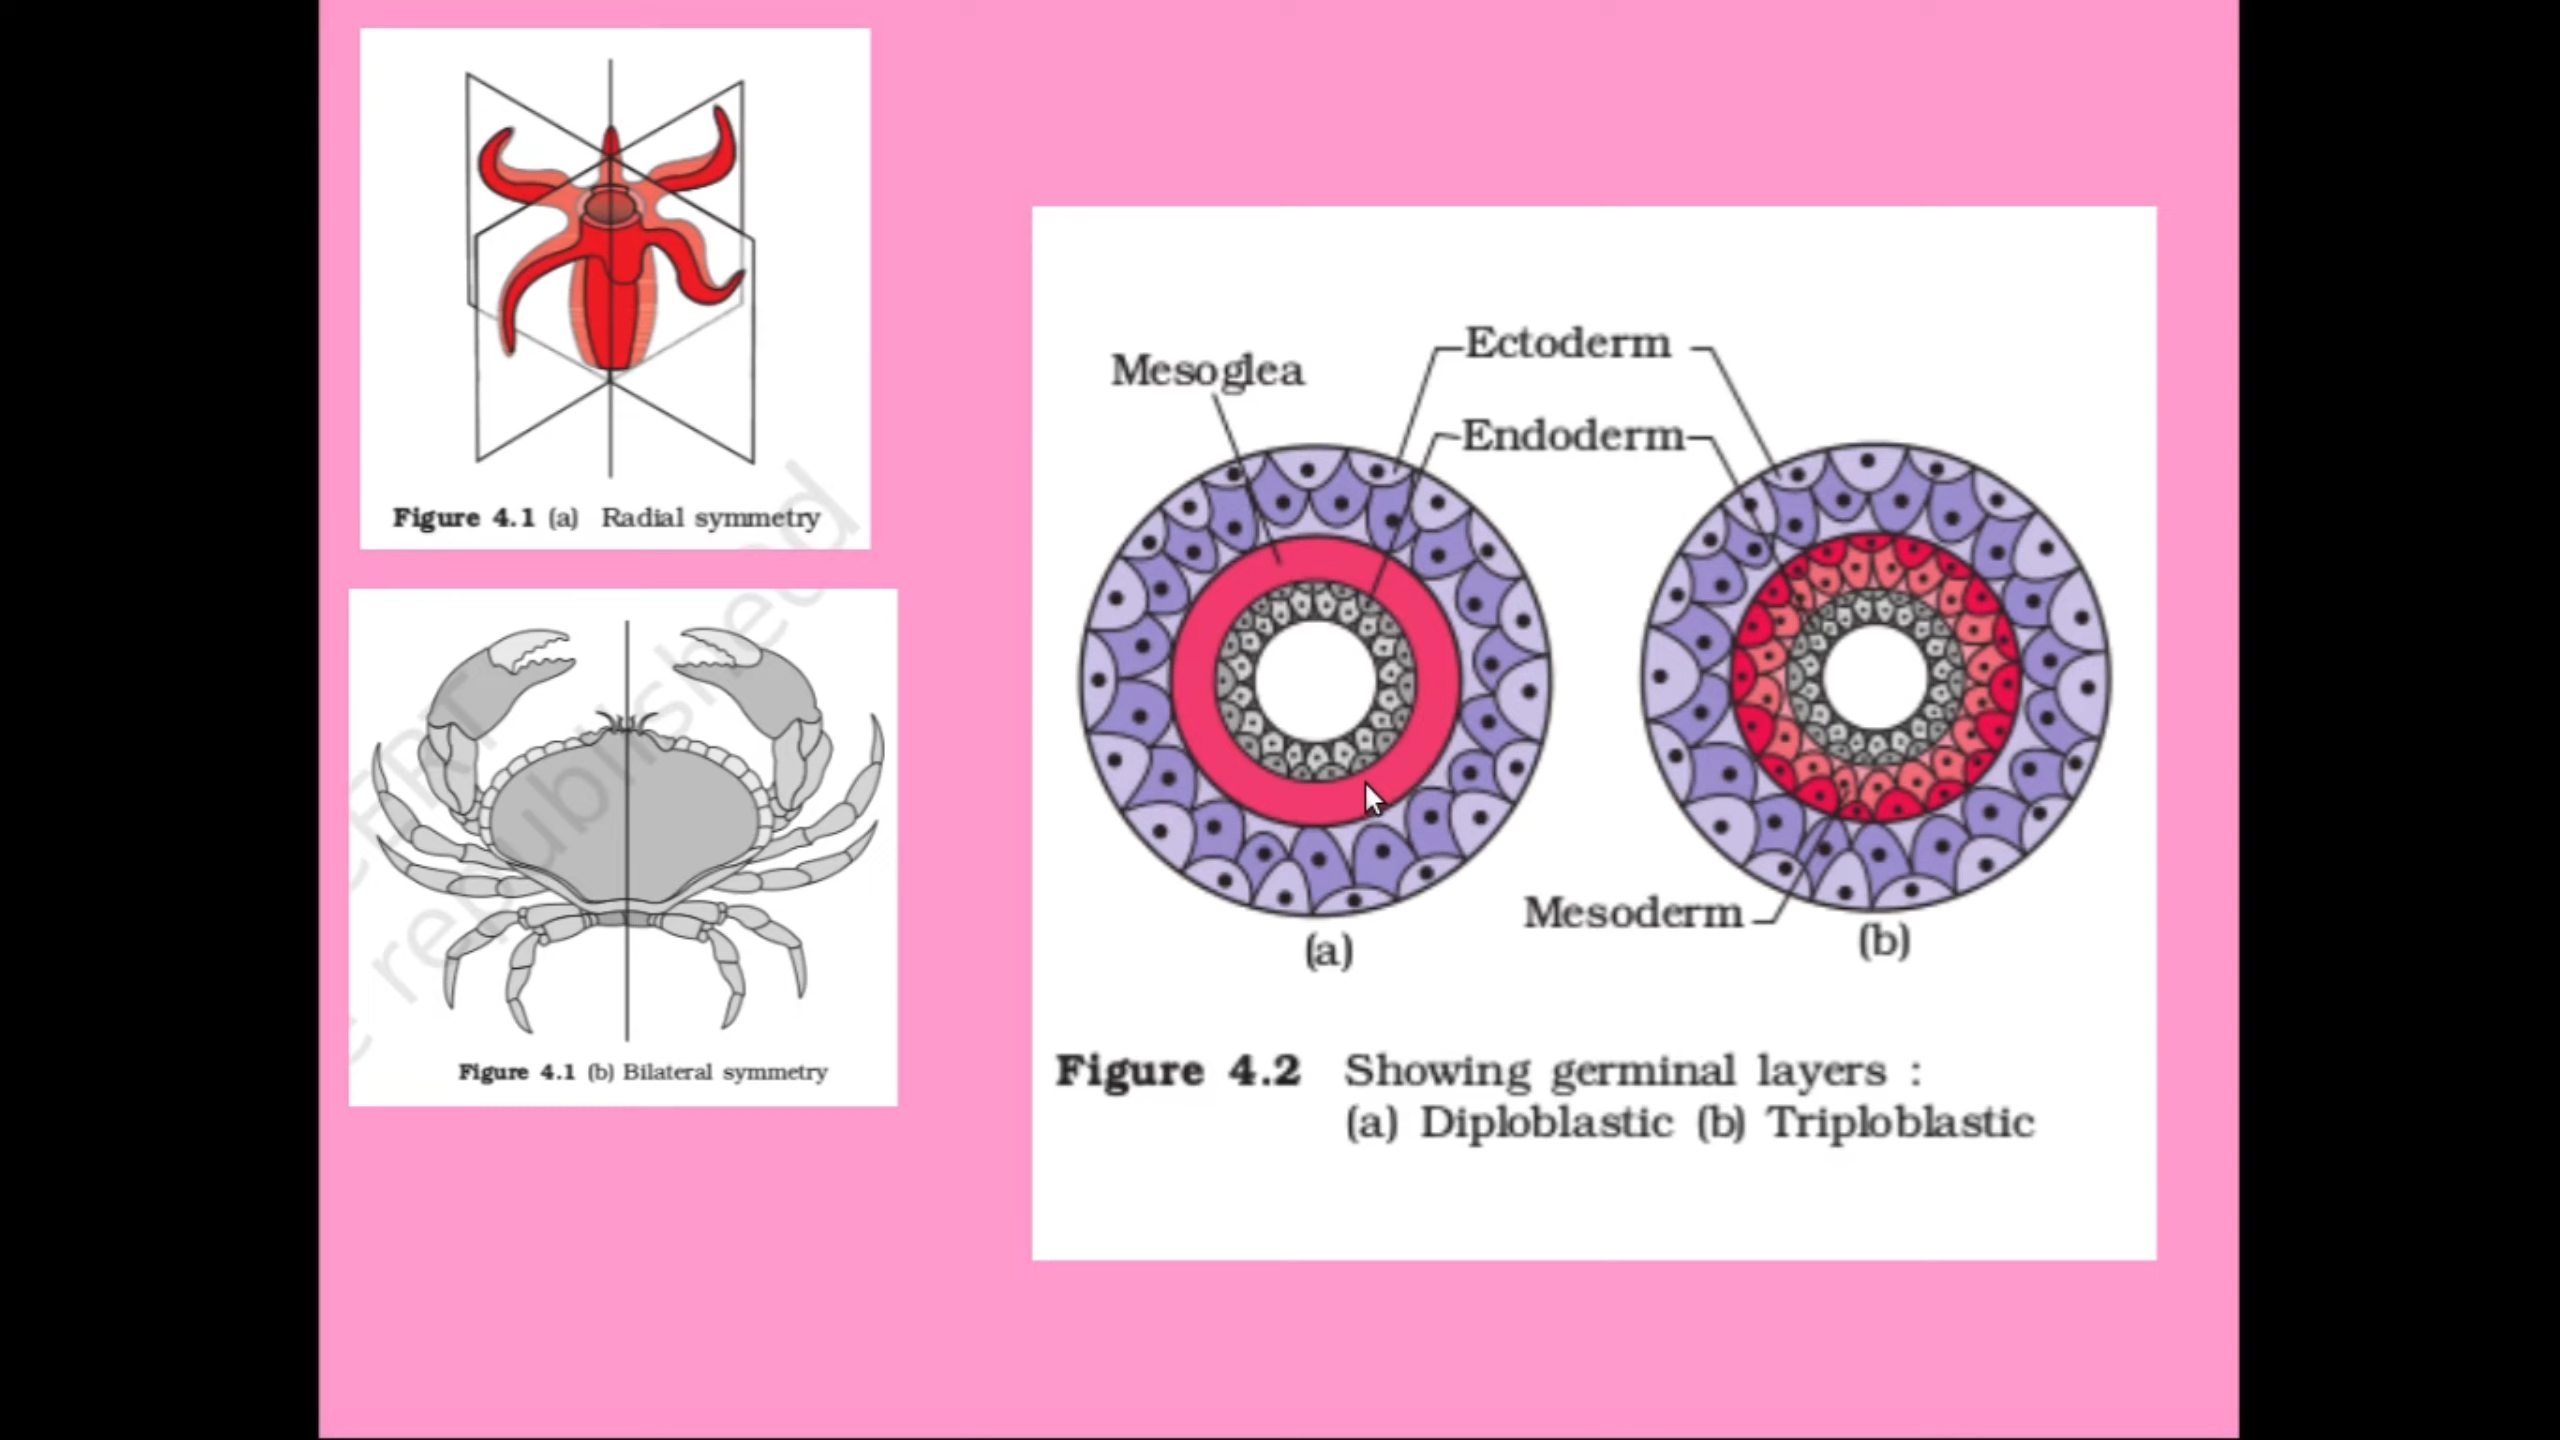 Figure 4.1 (a) Radial symmetry
Figure 4.1 (b) Bilateral symmetry
republished
Mesoglea
Ectoderm
Endoderm
Mesoderm
(a)
(b)
Figure 4.2 Showing germinal layers :
(a) Diploblastic (b) Triploblastic